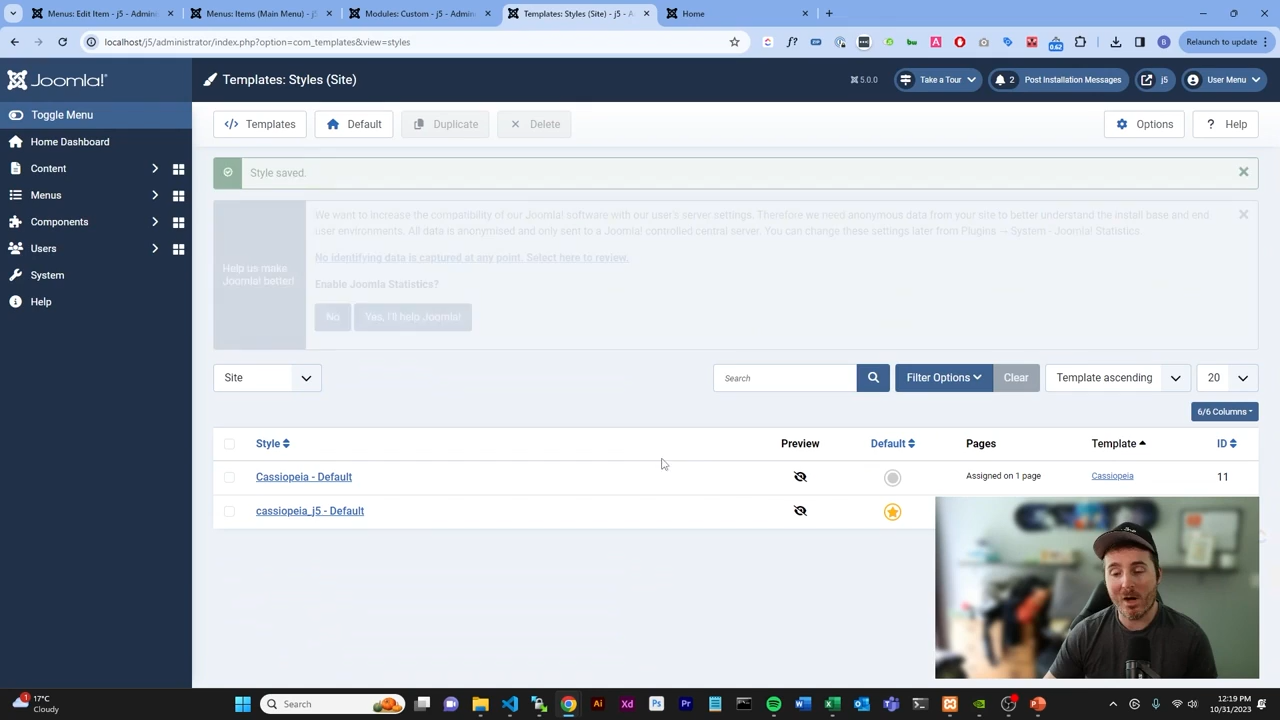 Menus: Edit Item - j5 - Admin
Menus: Items (Main Menu) - j5
Modules: Custom - j5 - Admin
Templates: Styles (Site) - j5 - A
Home
localhost/j5/administrator/index.php?option=com_templates&view=styles
0.62
B
Relaunch to update
Joomla!
Templates: Styles (Site)
5.0.0
Take a Tour
2 Post Installation Messages
j5
User Menu
Toggle Menu
Home Dashboard
Content
Menus
Components
Users
System
Help
Templates
Default
Duplicate
Delete
Options
? Help
Style saved.
Help us make
Joomla! better!
We want to increase the compatibility of our Joomla! software with our user's server settings. Therefore we need anonymous data from your site to better understand the install base and end
user environments. All data is anonymised and only sent to a Joomla! controlled central server. You can change these settings later from Plugins → System - Joomla! Statistics.
No identifying data is captured at any point. Select here to review.
Enable Joomla Statistics?
No
Yes, I'll help Joomla!
Site
Search
Filter Options
Clear
Template ascending
20
6/6 Columns
Style Preview Default Pages Template ID
Cassiopeia - Default Assigned on 1 page Cassiopeia 11
cassiopeia_j5 - Default
1
17°C
Cloudy
Search
Ai
Xd
Ps
Pr
12:19 PM
10/31/2023